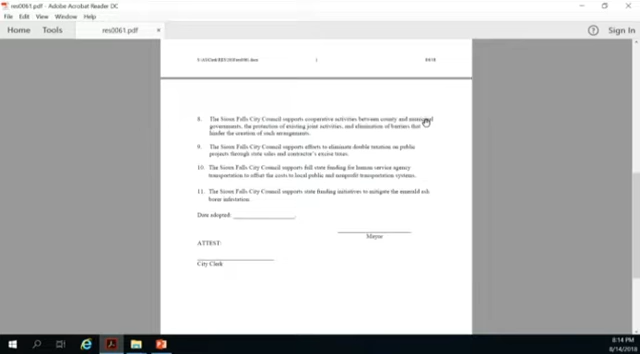 res0061.pdf - Adobe Acrobat Reader DC
File Edit View Window Help
Home Tools res0061.pdf × Sign In
1
8. The Sioux Falls City Council supports cooperative activities between county and municipal
governments, the protection of existing joint activities, and elimination of barriers that
hinder the creation of such arrangements.
9. The Sioux Falls City Council supports efforts to eliminate double taxation on public
projects through state sales and contractor's excise taxes.
10. The Sioux Falls City Council supports full state funding for human service agency
transportation to offset the costs to local public and nonprofit transportation systems.
11. The Sioux Falls City Council supports state funding initiatives to mitigate the emerald ash
borer infestation.
Date adopted: .
Mayor
ATTEST:
City Clerk
8:14 PM
8/14/2018